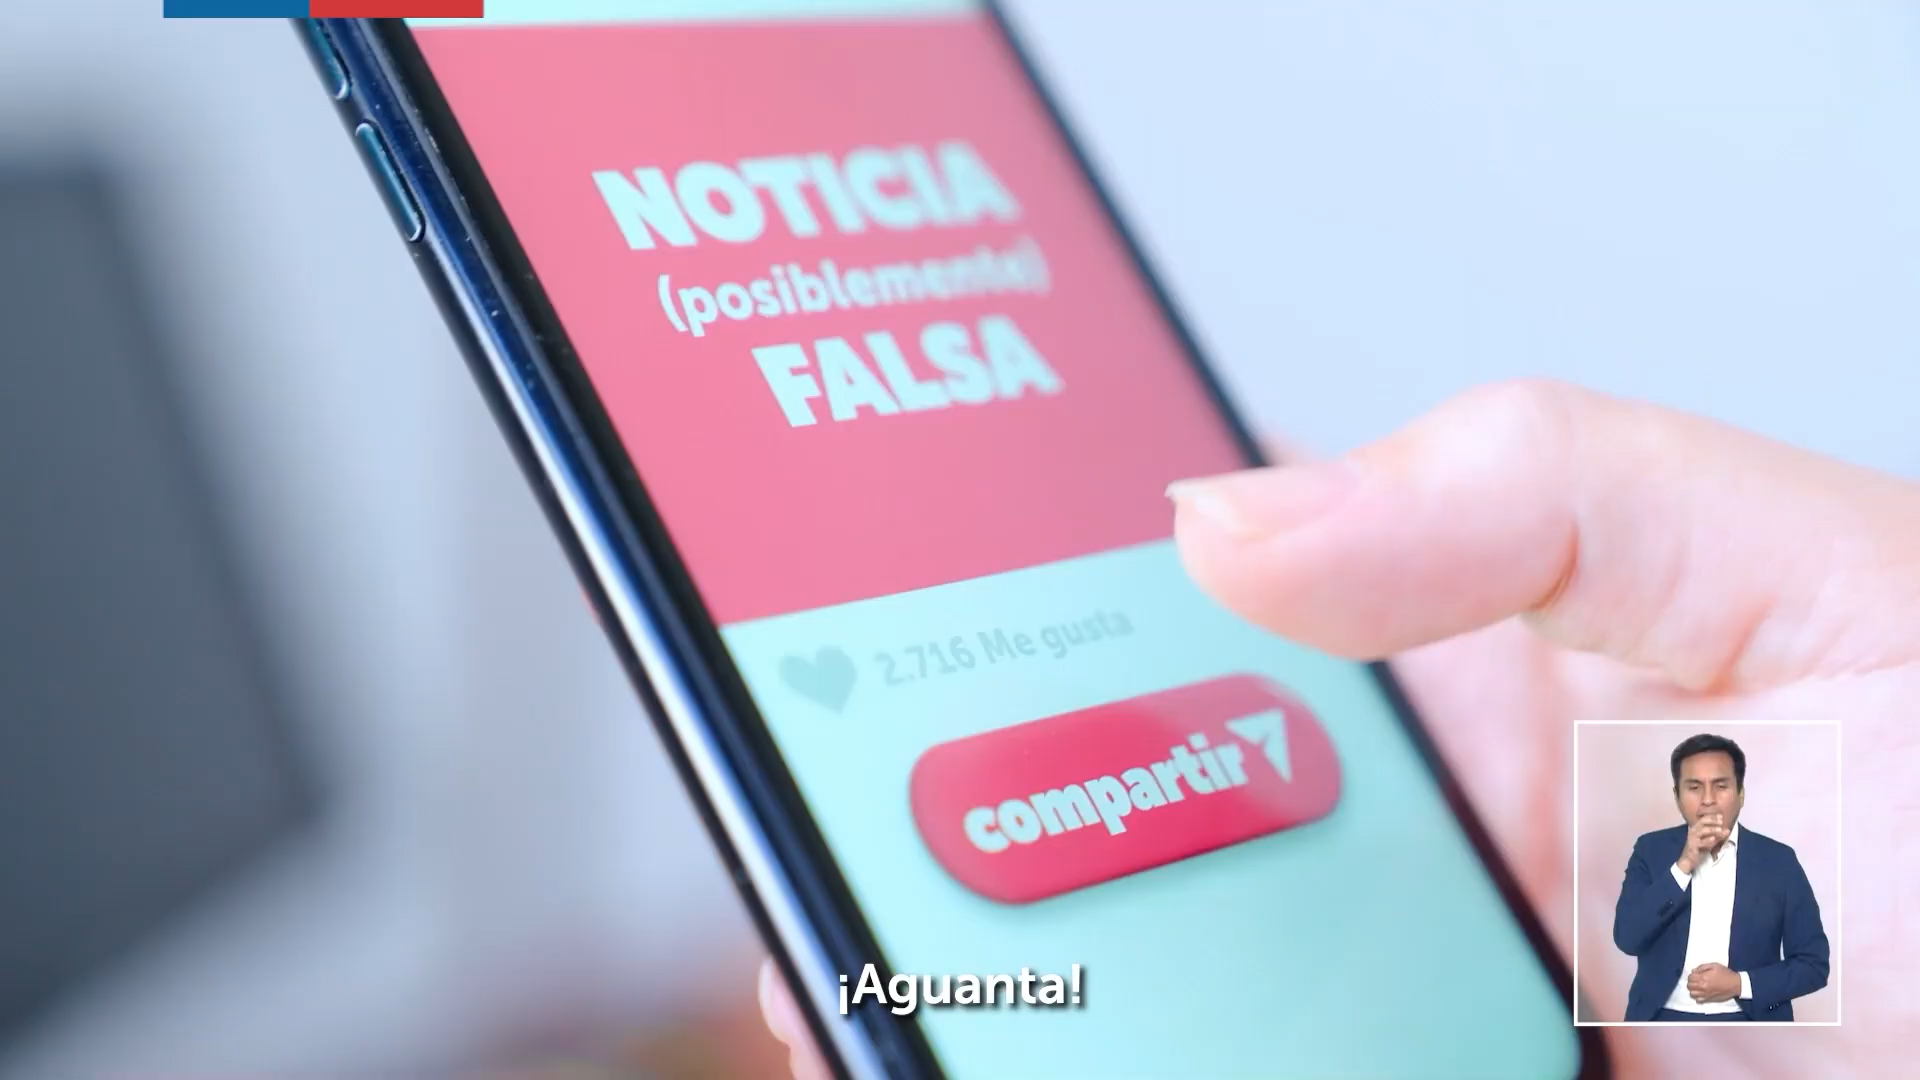 NOTICIA
(posiblemente)
FALSA
2.716 Me gusta
compartir
¡Aguanta!